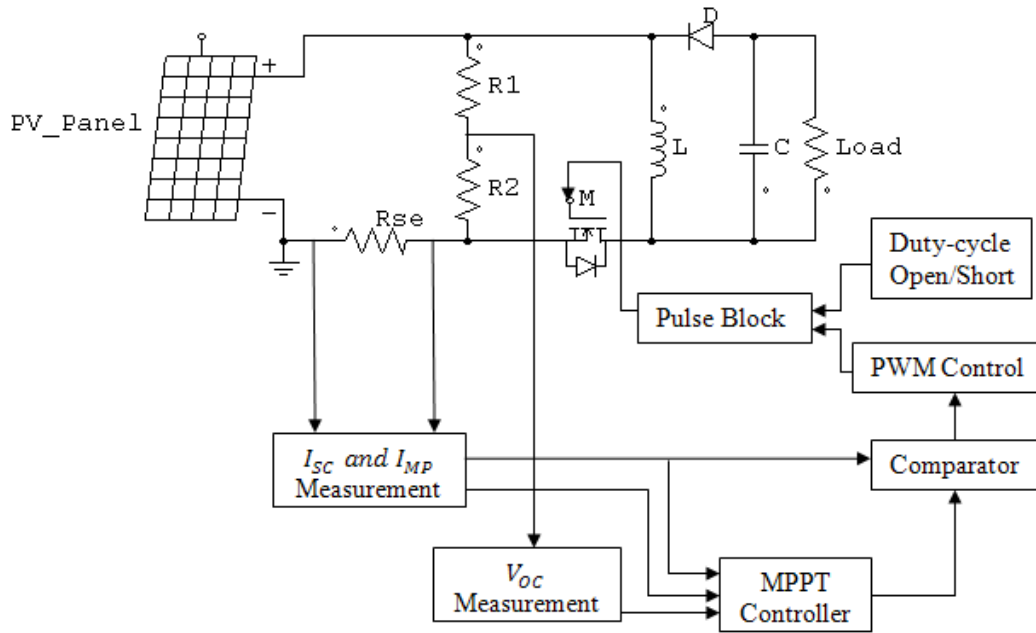 D
+
R1
PV_Panel
L
C
Load
R2
M
−
Rse
Duty-cycle
Open/Short
Pulse Block
PWM Control
I_SC and I_MP
Measurement
Comparator
V_OC
Measurement
MPPT
Controller